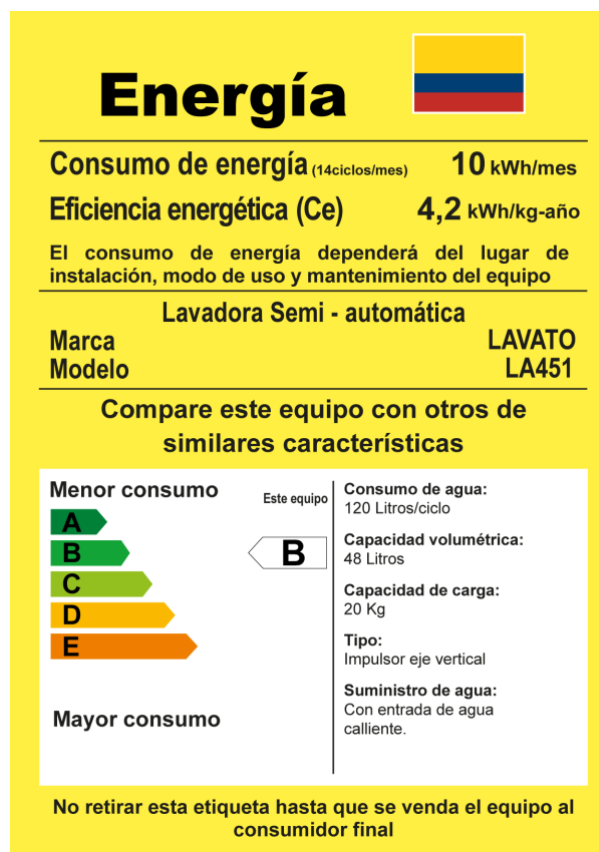 Energía
Consumo de energía (14ciclos/mes) 10 kWh/mes
Eficiencia energética (Ce) 4,2 kWh/kg-año
El consumo de energía dependerá del lugar de
instalación, modo de uso y mantenimiento del equipo
Lavadora Semi - automática
Marca LAVATO
Modelo LA451
Compare este equipo con otros de
similares características
Menor consumo
Este equipo
A
B
B
C
D
E
Mayor consumo
Consumo de agua:
120 Litros/ciclo
Capacidad volumétrica:
48 Litros
Capacidad de carga:
20 Kg
Tipo:
Impulsor eje vertical
Suministro de agua:
Con entrada de agua
calliente.
No retirar esta etiqueta hasta que se venda el equipo al
consumidor final